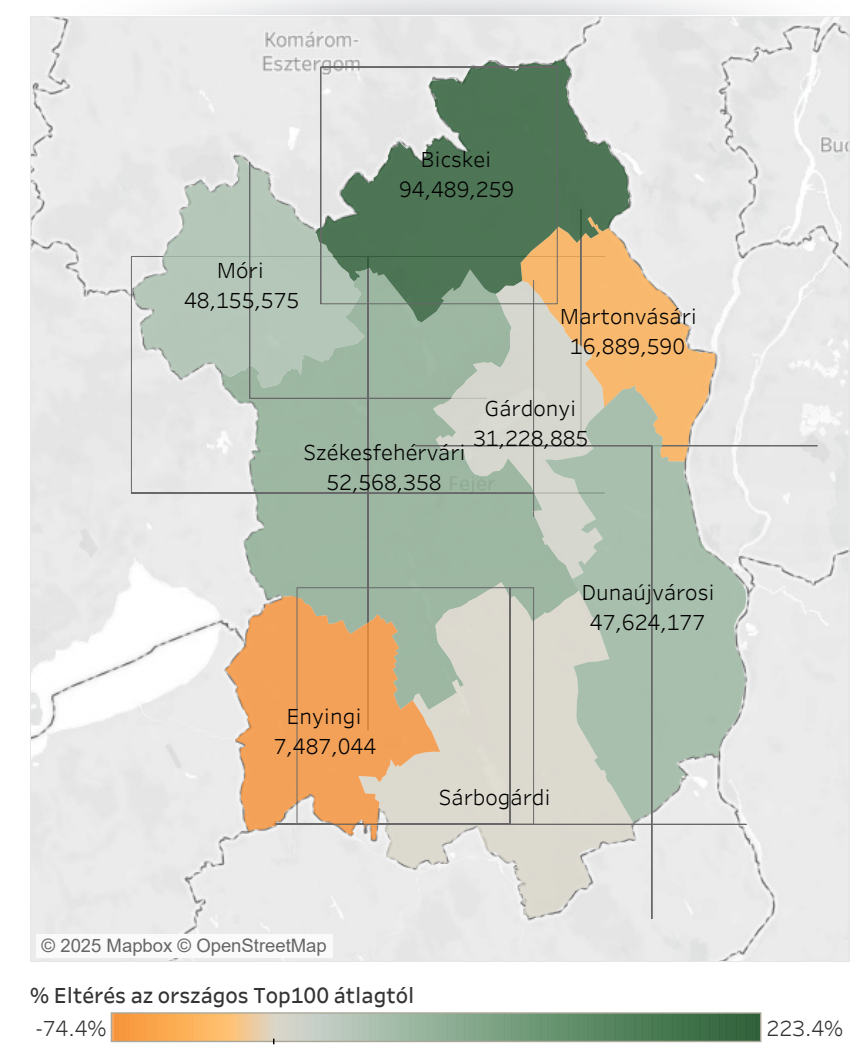 Komárom-
Esztergom
Bicskei
94,489,259
Buc
Móri
48,155,575
Martonvásári
16,889,590
Gárdonyi
31,228,885
Székesfehérvári
52,568,358
Fejér
Dunaújvárosi
47,624,177
Enyingi
7,487,044
Sárbogárdi
© 2025 Mapbox © OpenStreetMap
% Eltérés az országos Top100 átlagtól
-74.4%
223.4%